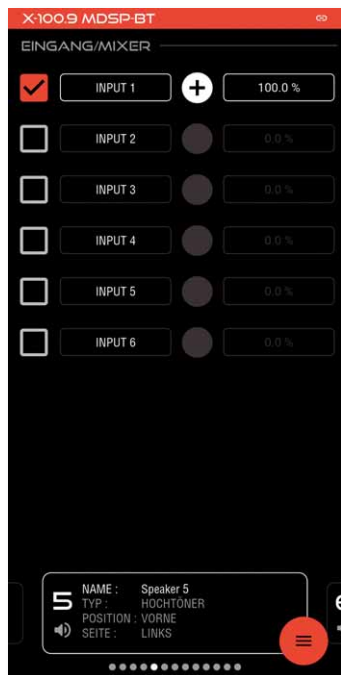 X-100.9 MDSP-BT
EINGANG/MIXER
INPUT 1 + 100.0 %
INPUT 2 0.0 %
INPUT 3 0.0 %
INPUT 4 0.0 %
INPUT 5 0.0 %
INPUT 6 0.0 %
5
NAME : Speaker 5
TYP : HOCHTÖNER
POSITION : VORNE
SEITE : LINKS